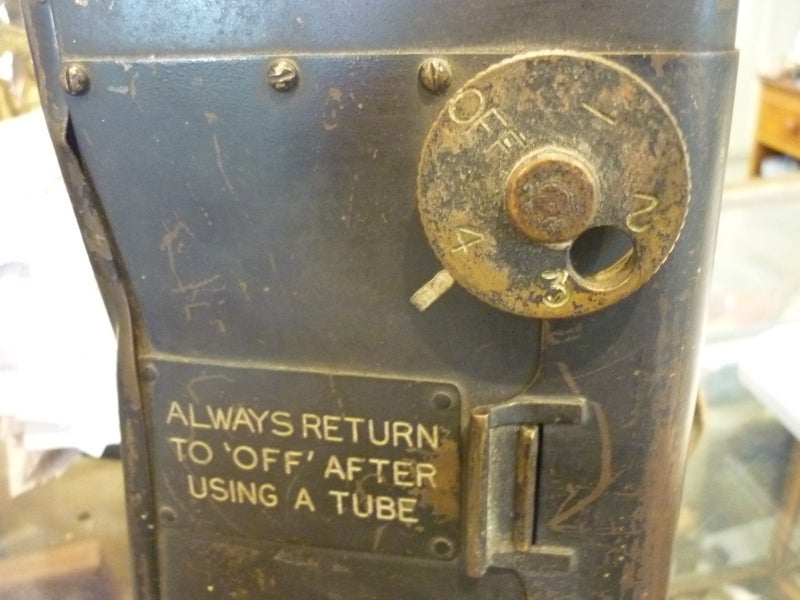 OFF
1
2
3
4
ALWAYS RETURN
TO 'OFF' AFTER
USING A TUBE